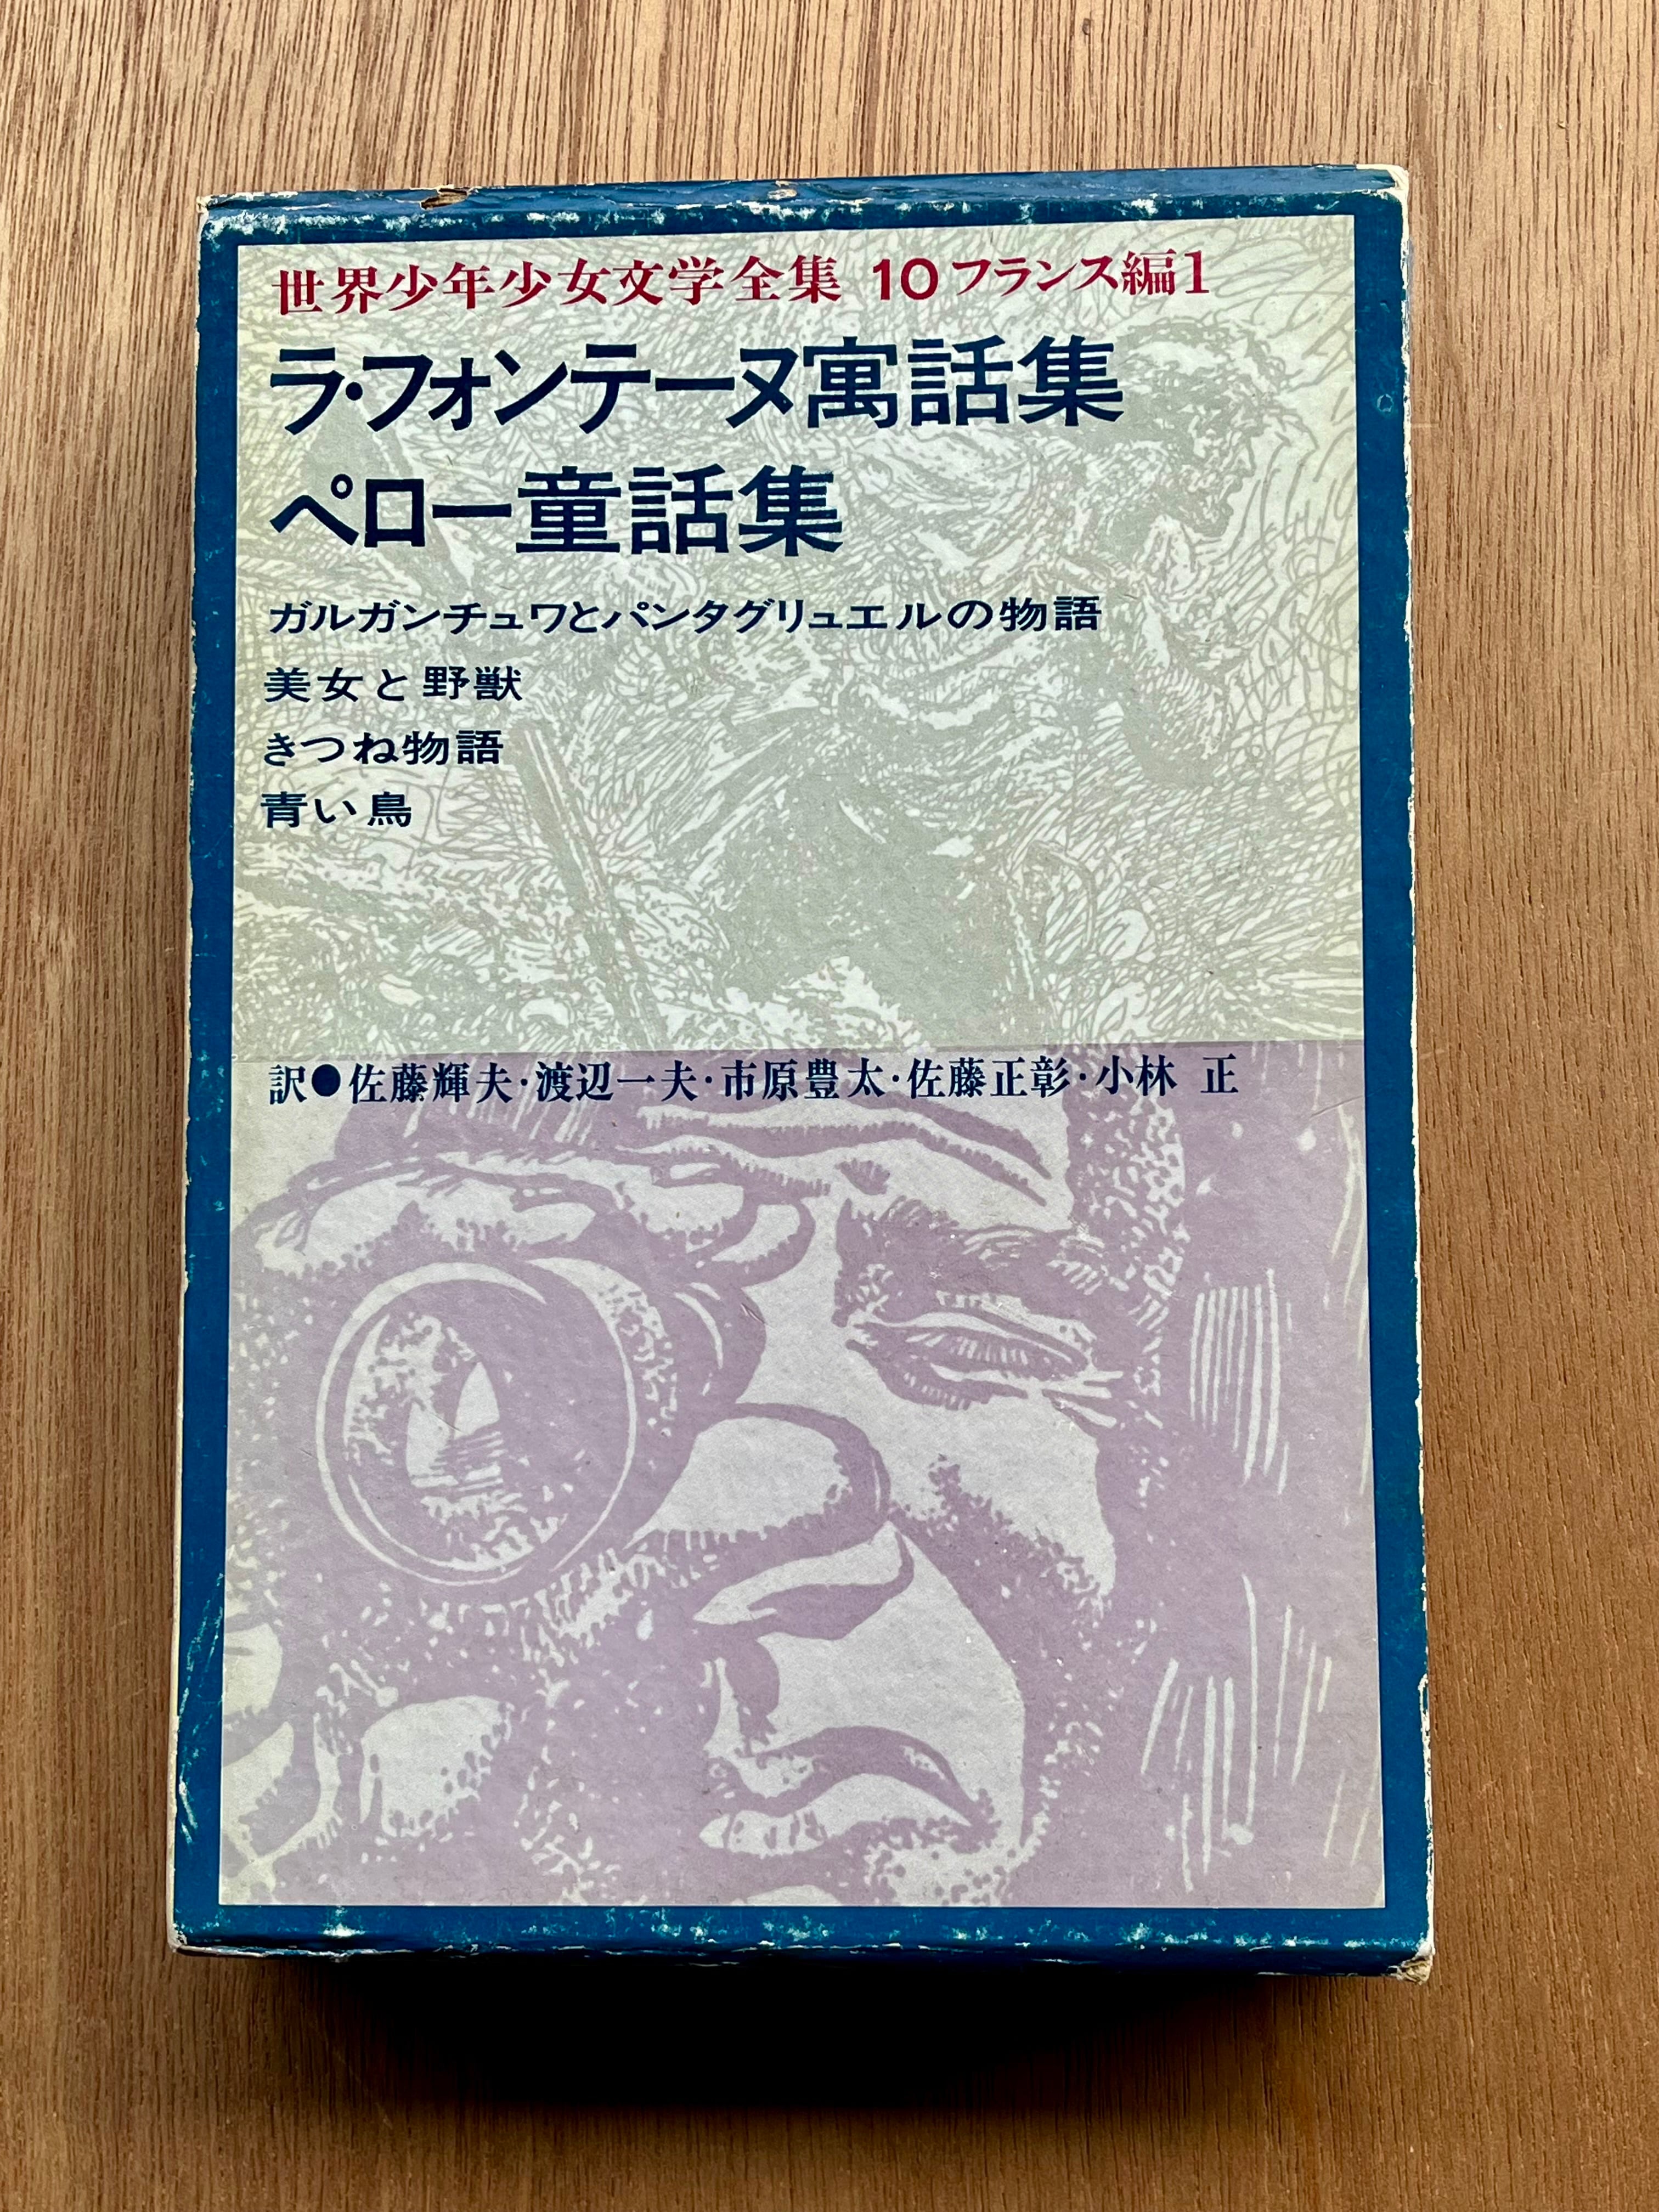 世界少年少女文学全集 10フランス編1
ラ・フォンテーヌ寓話集
ペロー童話集
ガルガンチュワとパンタグリュエルの物語
美女と野獣
きつね物語
青い鳥
訳●佐藤輝夫・渡辺一夫・市原豊太・佐藤正彰・小林 正